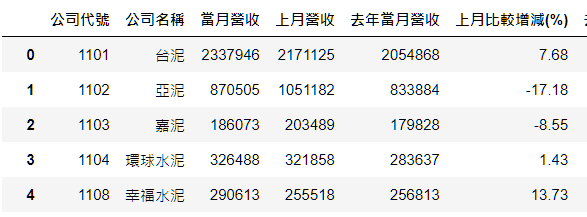 公司代號 公司名稱 當月營收 上月營收 去年當月營收 上月比較增減(%)
0 1101 台泥 2337946 2171125 2054868 7.68
1 1102 亞泥 870505 1051182 833884 -17.18
2 1103 嘉泥 186073 203489 179828 -8.55
3 1104 環球水泥 326488 321858 283637 1.43
4 1108 幸福水泥 290613 255518 256813 13.73